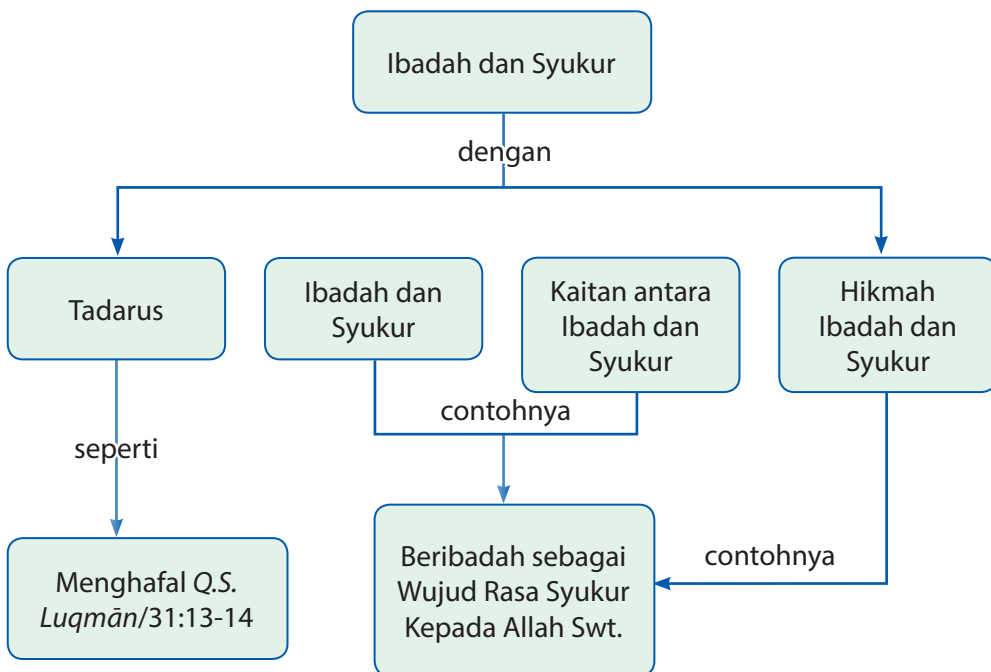 Ibadah dan Syukur
dengan
Tadarus
Ibadah dan
Syukur
Kaitan antara
Ibadah dan
Syukur
Hikmah
Ibadah dan
Syukur
contohnya
seperti
Menghafal Q.S.
Luqmān/31:13-14
Beribadah sebagai
Wujud Rasa Syukur
Kepada Allah Swt.
contohnya